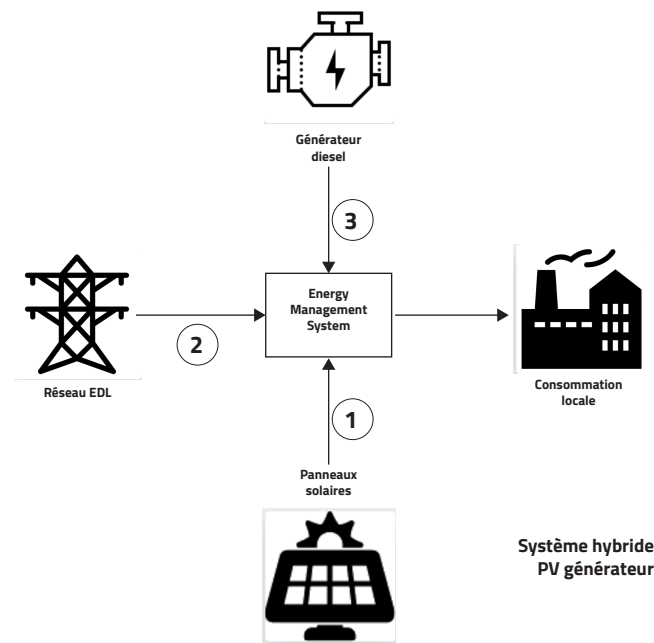 Générateur
diesel
3
Energy
Management
System
2
Réseau EDL
Consommation
locale
1
Panneaux
solaires
Système hybride
PV générateur